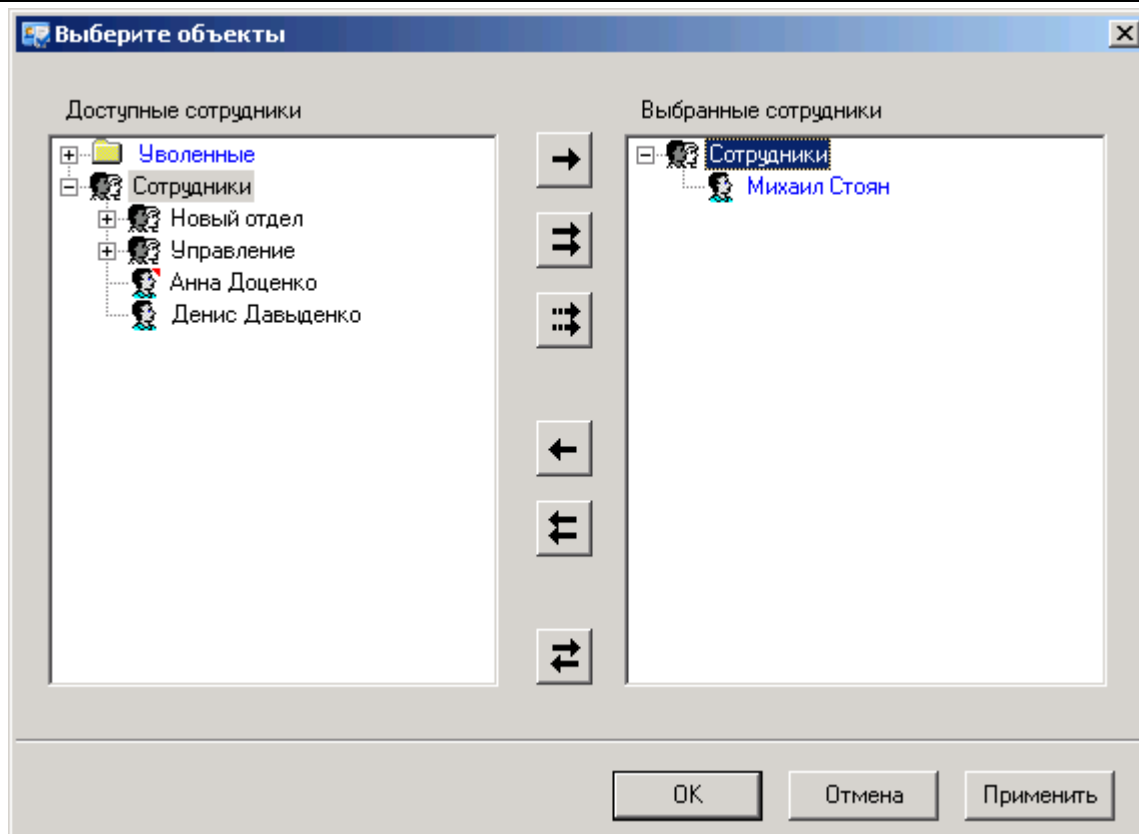 Выберите объекты
Доступные сотрудники
Уволенные
Сотрудники
Новый отдел
Управление
Анна Доценко
Денис Давыденко
Выбранные сотрудники
Сотрудники
Михаил Стоян
ОК
Отмена
Применить